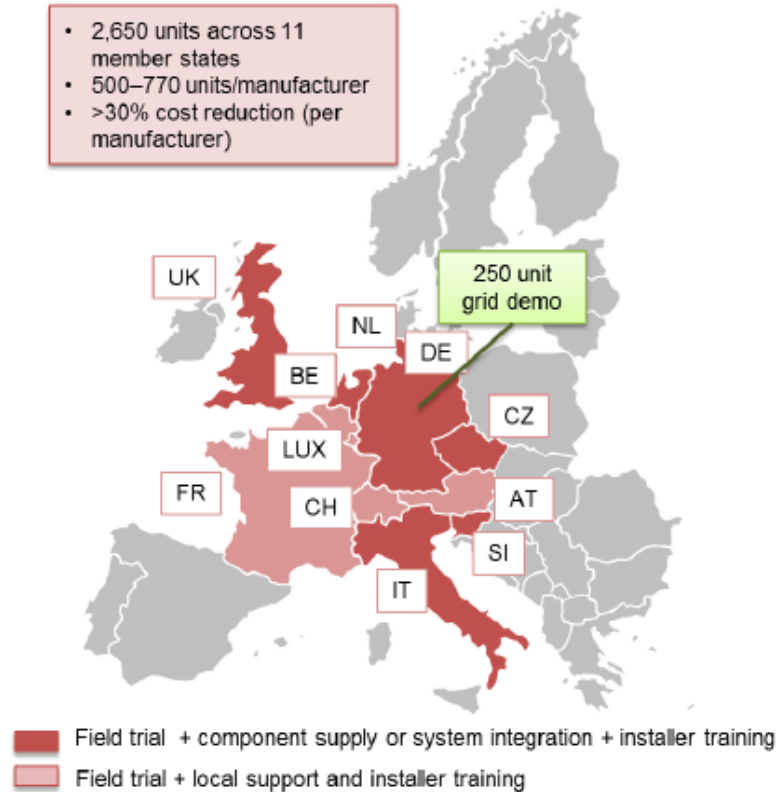 • 2,650 units across 11
member states
• 500–770 units/manufacturer
• >30% cost reduction (per
manufacturer)
250 unit
grid demo
UK
NL
DE
BE
CZ
LUX
FR
CH
AT
SI
IT
Field trial + component supply or system integration + installer training
Field trial + local support and installer training